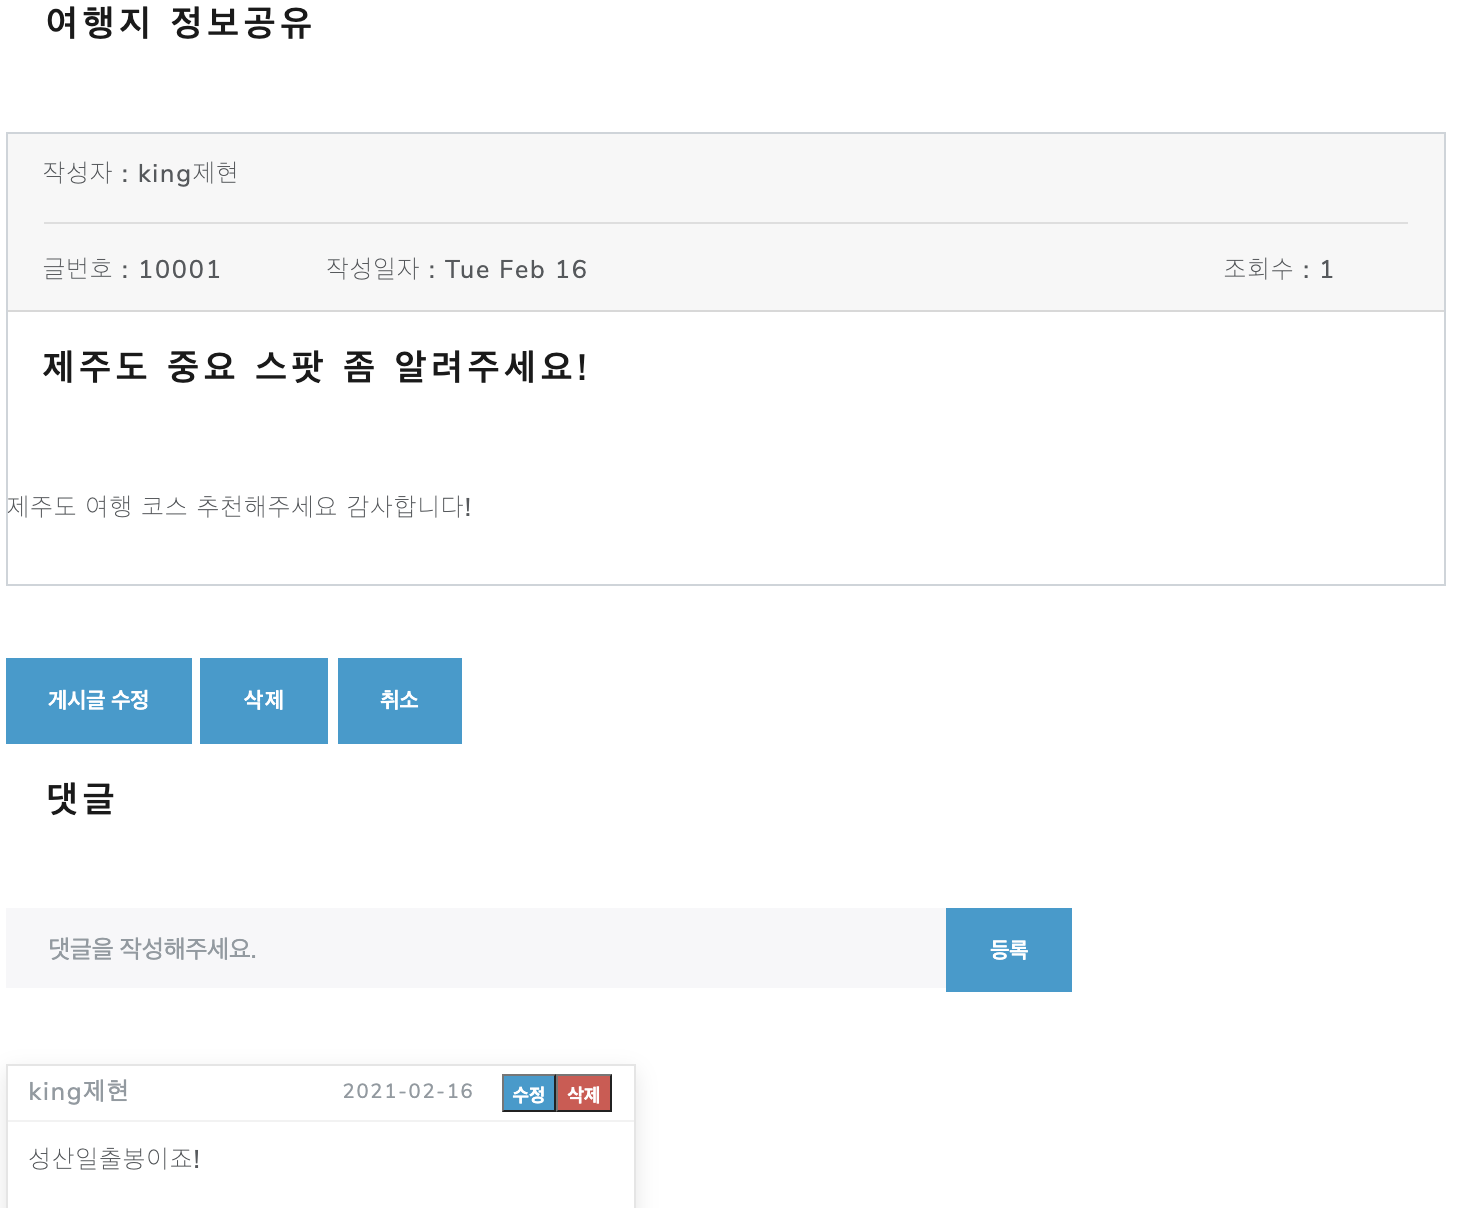 여행지 정보공유
작성자 : king제현
글번호 : 10001 작성일자 : Tue Feb 16 조회수 : 1
제주도 중요 스팟 좀 알려주세요!
제주도 여행 코스 추천해주세요 감사합니다!
게시글 수정 삭제 취소
댓글
댓글을 작성해주세요. 등록
king제현 2021-02-16 수정 삭제
성산일출봉이죠!